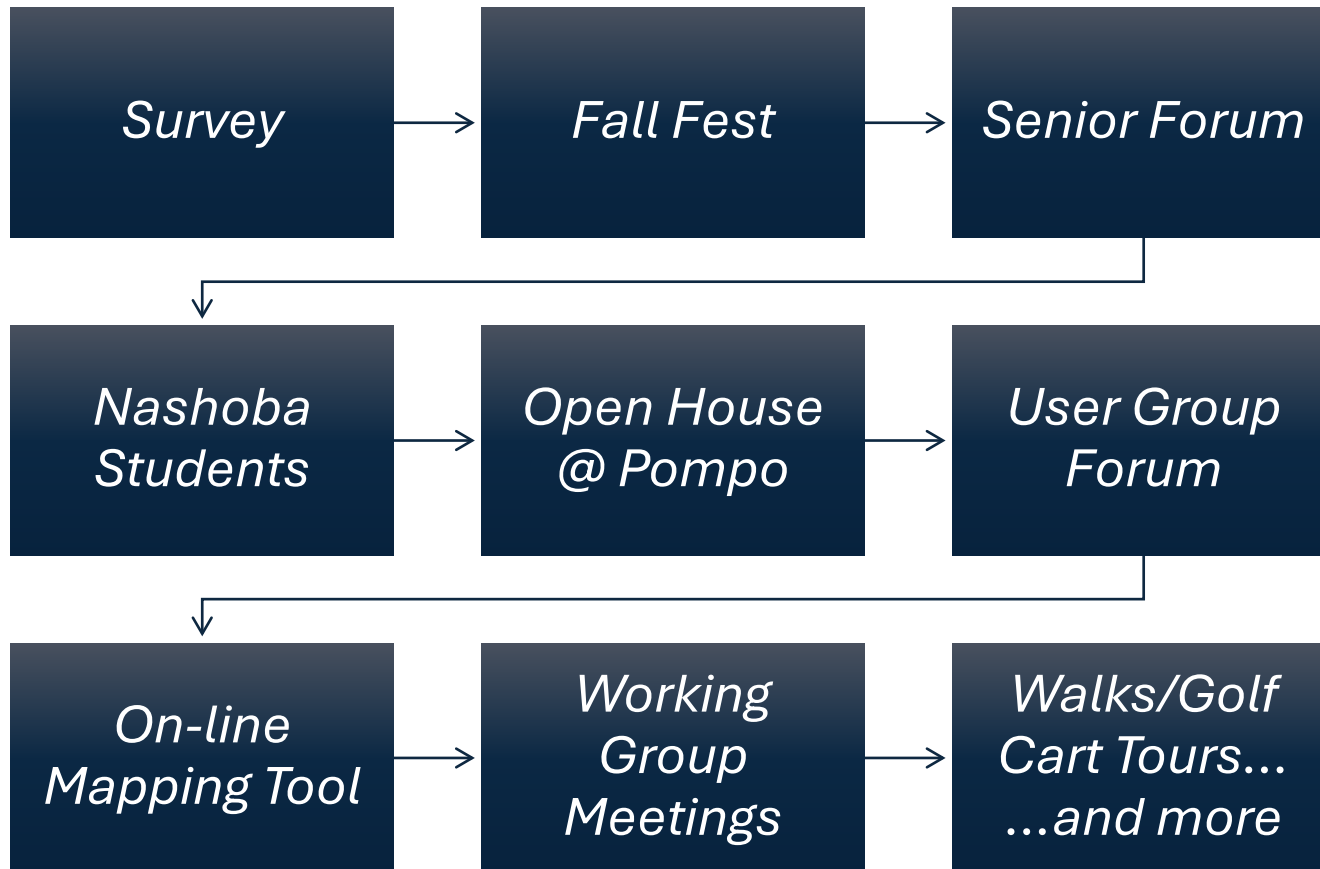 Survey
Fall Fest
Senior Forum
Nashoba
Students
Open House
@ Pompo
User Group
Forum
On-line
Mapping Tool
Working
Group
Meetings
Walks/Golf
Cart Tours...
...and more